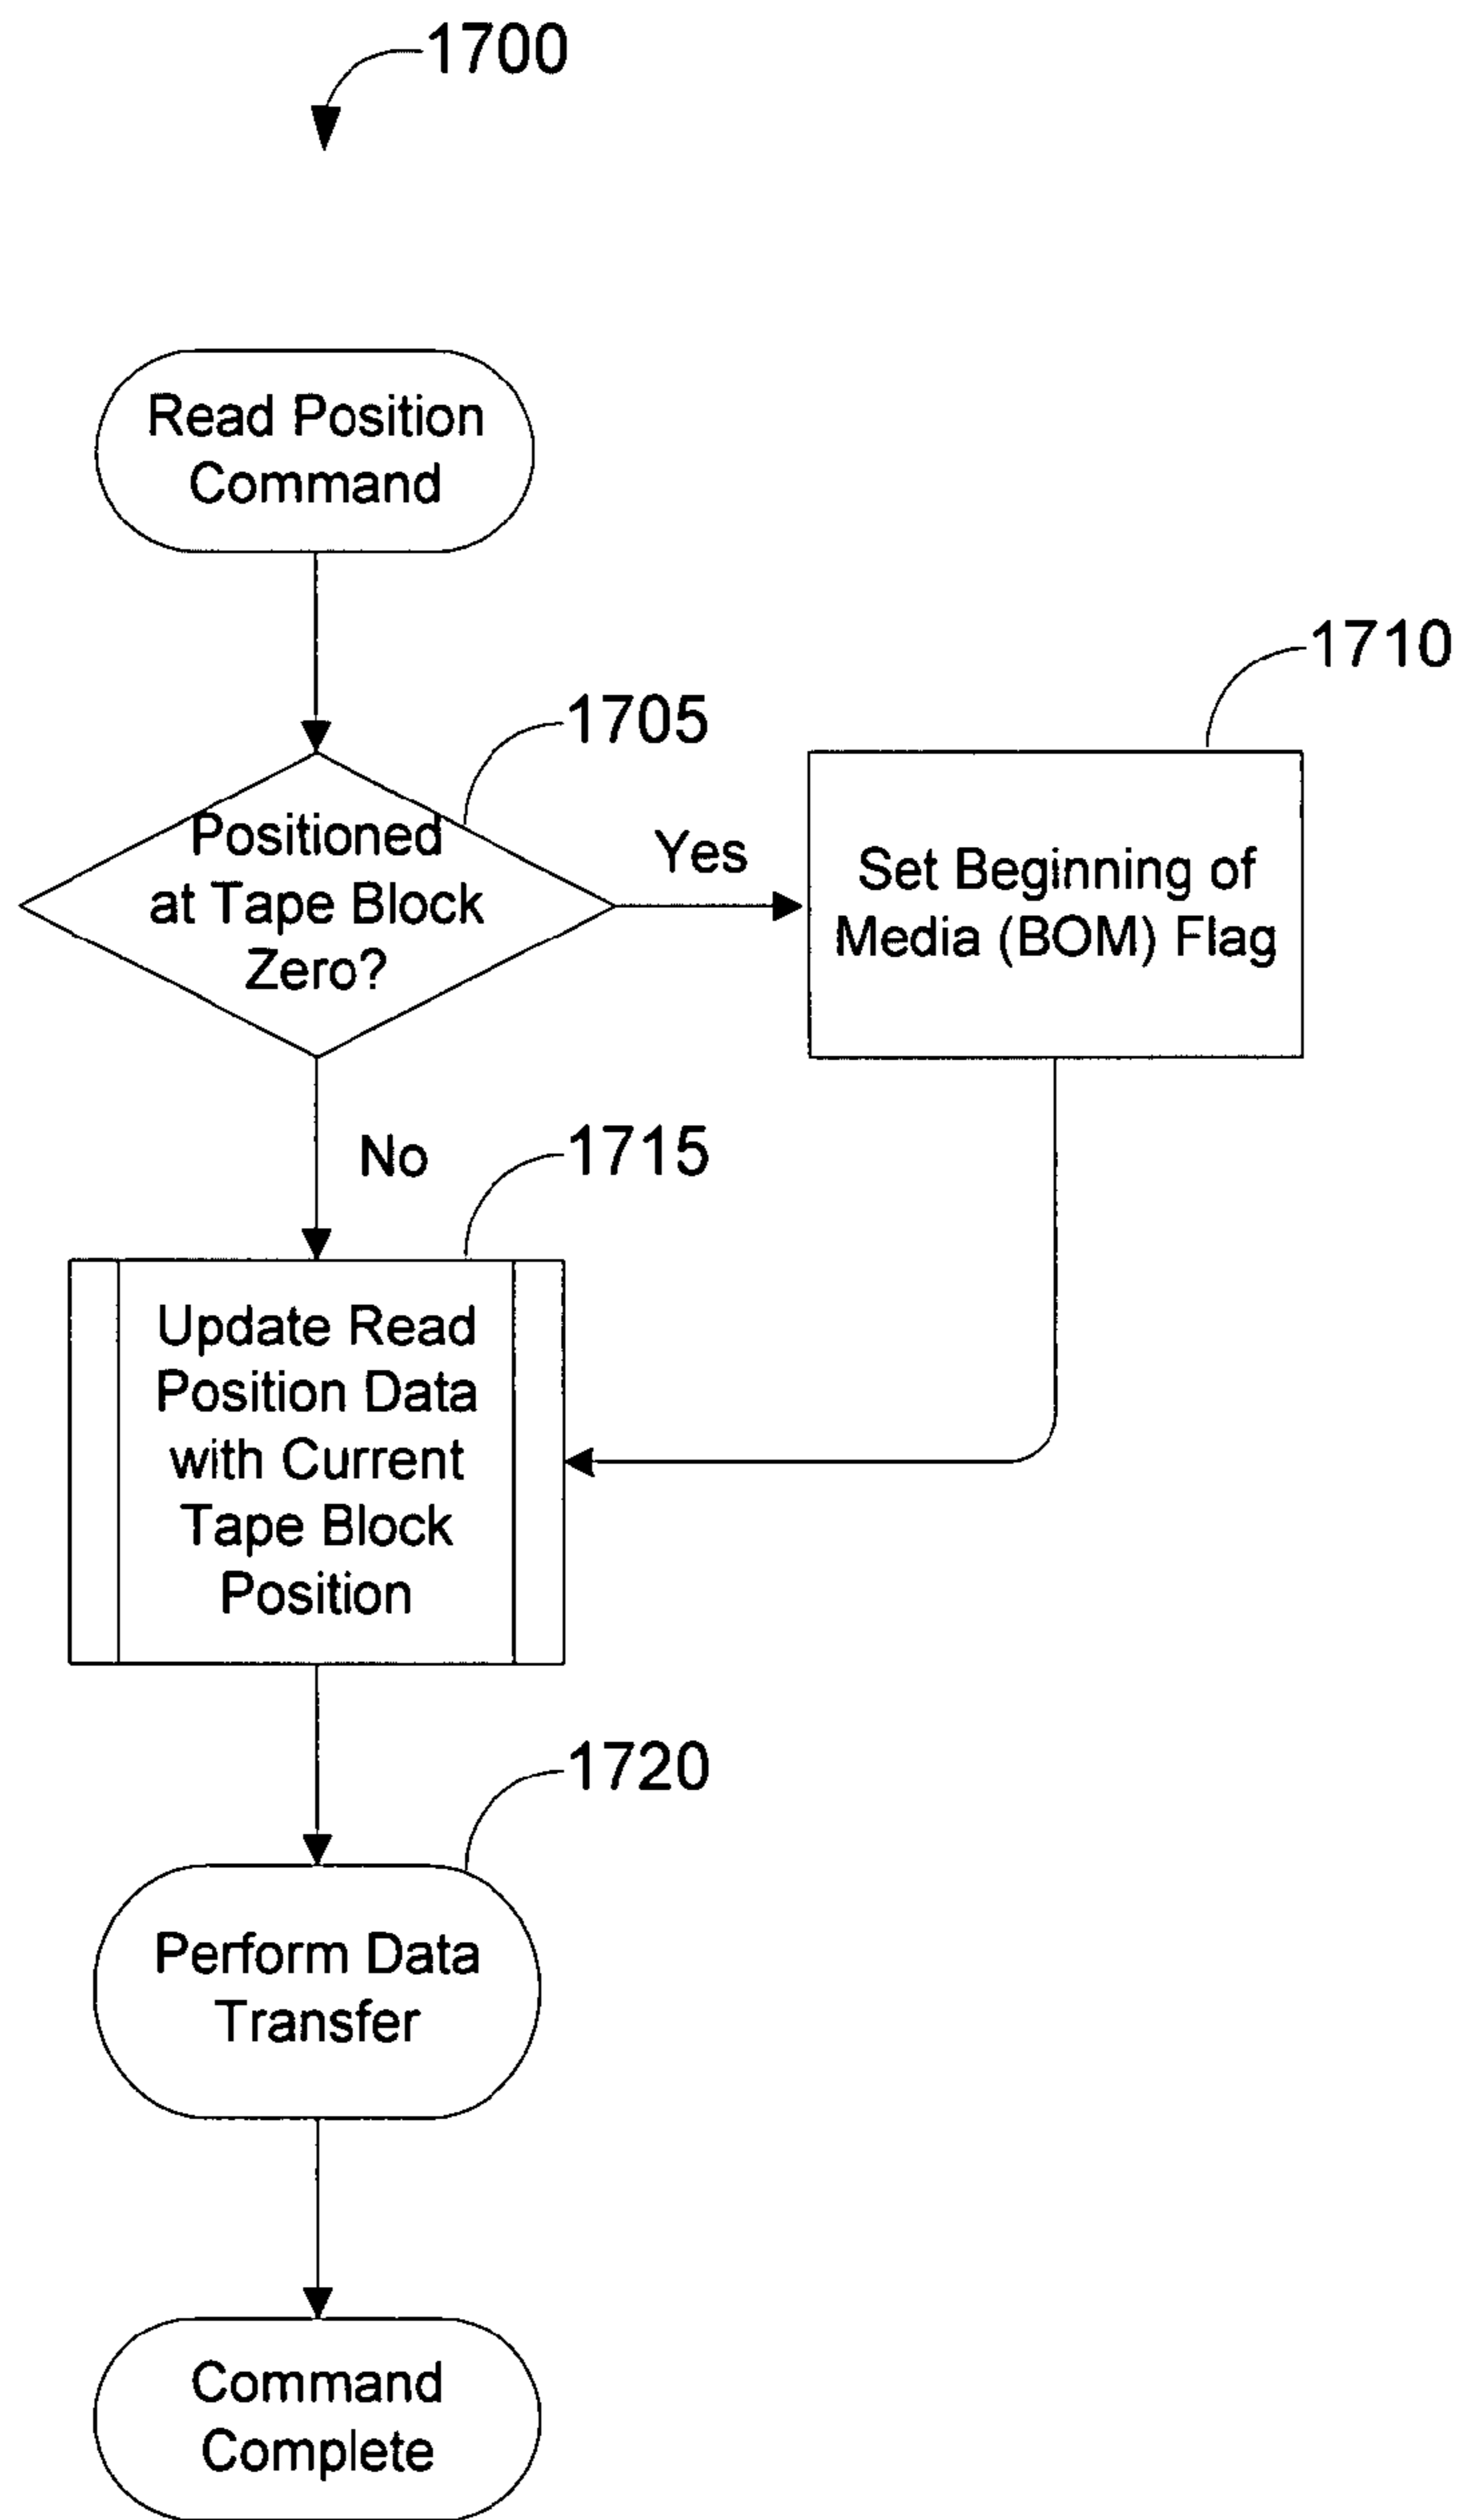 1700
Read Position
Command
1705
1710
Positioned
at Tape Block
Zero?
Yes
Set Beginning of
Media (BOM) Flag
No
1715
Update Read
Position Data
with Current
Tape Block
Position
1720
Perform Data
Transfer
Command
Complete